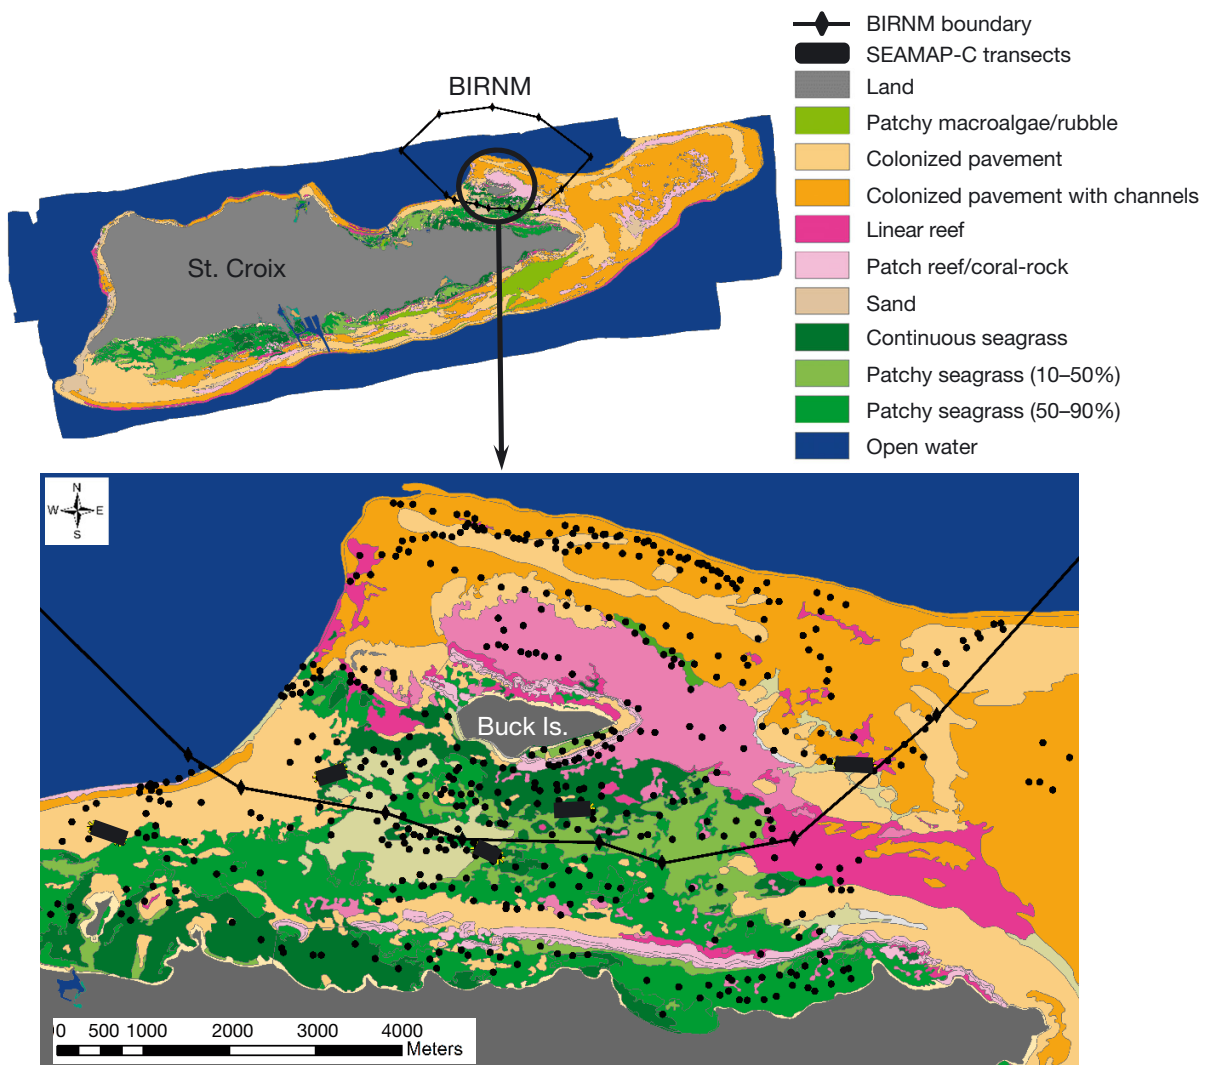 BIRNM
St. Croix
BIRNM boundary
SEAMAP-C transects
Land
Patchy macroalgae/rubble
Colonized pavement
Colonized pavement with channels
Linear reef
Patch reef/coral-rock
Sand
Continuous seagrass
Patchy seagrass (10–50%)
Patchy seagrass (50–90%)
Open water
N
W E
S
Buck Is.
0 500 1000 2000 3000 4000
Meters